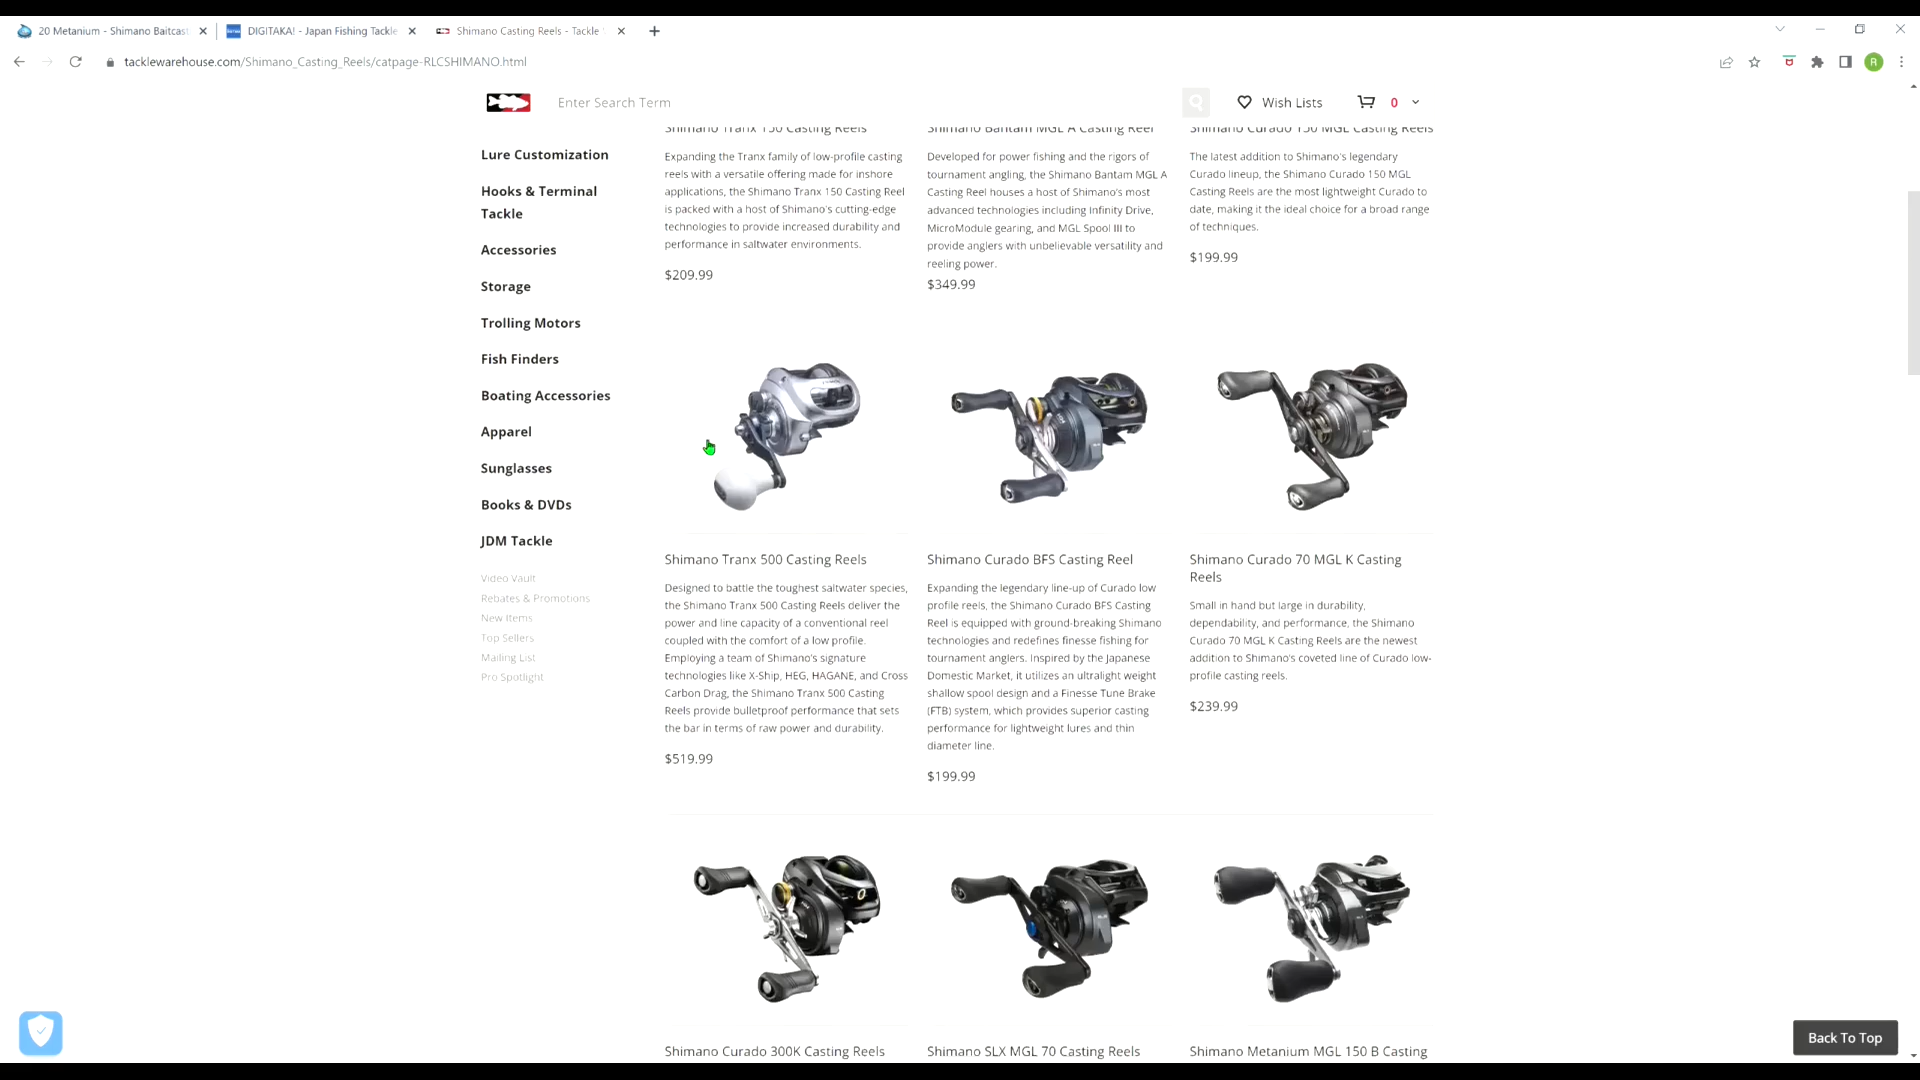 20 Metanium - Shimano Baitcast
DIGITAKA! - Japan Fishing Tackle
Shimano Casting Reels - Tackle
tacklewarehouse.com/Shimano_Casting_Reels/catpage-RLCSHIMANO.html
R
Enter Search Term
Wish Lists
0
Lure Customization
Hooks & Terminal
Tackle
Accessories
Storage
Trolling Motors
Fish Finders
Boating Accessories
Apparel
Sunglasses
Books & DVDs
JDM Tackle
Video Vault
Rebates & Promotions
New Items
Top Sellers
Mailing List
Pro Spotlight
Shimano Tranx 150 Casting Reels
Expanding the Tranx family of low-profile casting
reels with a versatile offering made for inshore
applications, the Shimano Tranx 150 Casting Reel
is packed with a host of Shimano's cutting-edge
technologies to provide increased durability and
performance in saltwater environments.
$209.99
Shimano Bantam MGL A Casting Reel
Developed for power fishing and the rigors of
tournament angling, the Shimano Bantam MGL A
Casting Reel houses a host of Shimano's most
advanced technologies including Infinity Drive,
MicroModule gearing, and MGL Spool III to
provide anglers with unbelievable versatility and
reeling power.
$349.99
Shimano Curado 150 MGL Casting Reels
The latest addition to Shimano's legendary
Curado lineup, the Shimano Curado 150 MGL
Casting Reels are the most lightweight Curado to
date, making it the ideal choice for a broad range
of techniques.
$199.99
Shimano Tranx 500 Casting Reels
Designed to battle the toughest saltwater species,
the Shimano Tranx 500 Casting Reels deliver the
power and line capacity of a conventional reel
coupled with the comfort of a low profile.
Employing a team of Shimano's signature
technologies like X-Ship, HEG, HAGANE, and Cross
Carbon Drag, the Shimano Tranx 500 Casting
Reels provide bulletproof performance that sets
the bar in terms of raw power and durability.
$519.99
Shimano Curado BFS Casting Reel
Expanding the legendary line-up of Curado low
profile reels, the Shimano Curado BFS Casting
Reel is equipped with ground-breaking Shimano
technologies and redefines finesse fishing for
tournament anglers. Inspired by the Japanese
Domestic Market, it utilizes an ultralight weight
shallow spool design and a Finesse Tune Brake
(FTB) system, which provides superior casting
performance for lightweight lures and thin
diameter line.
$199.99
Shimano Curado 70 MGL K Casting
Reels
Small in hand but large in durability,
dependability, and performance, the Shimano
Curado 70 MGL K Casting Reels are the newest
addition to Shimano's coveted line of Curado low-
profile casting reels.
$239.99
Shimano Curado 300K Casting Reels
Shimano SLX MGL 70 Casting Reels
Shimano Metanium MGL 150 B Casting
Back To Top